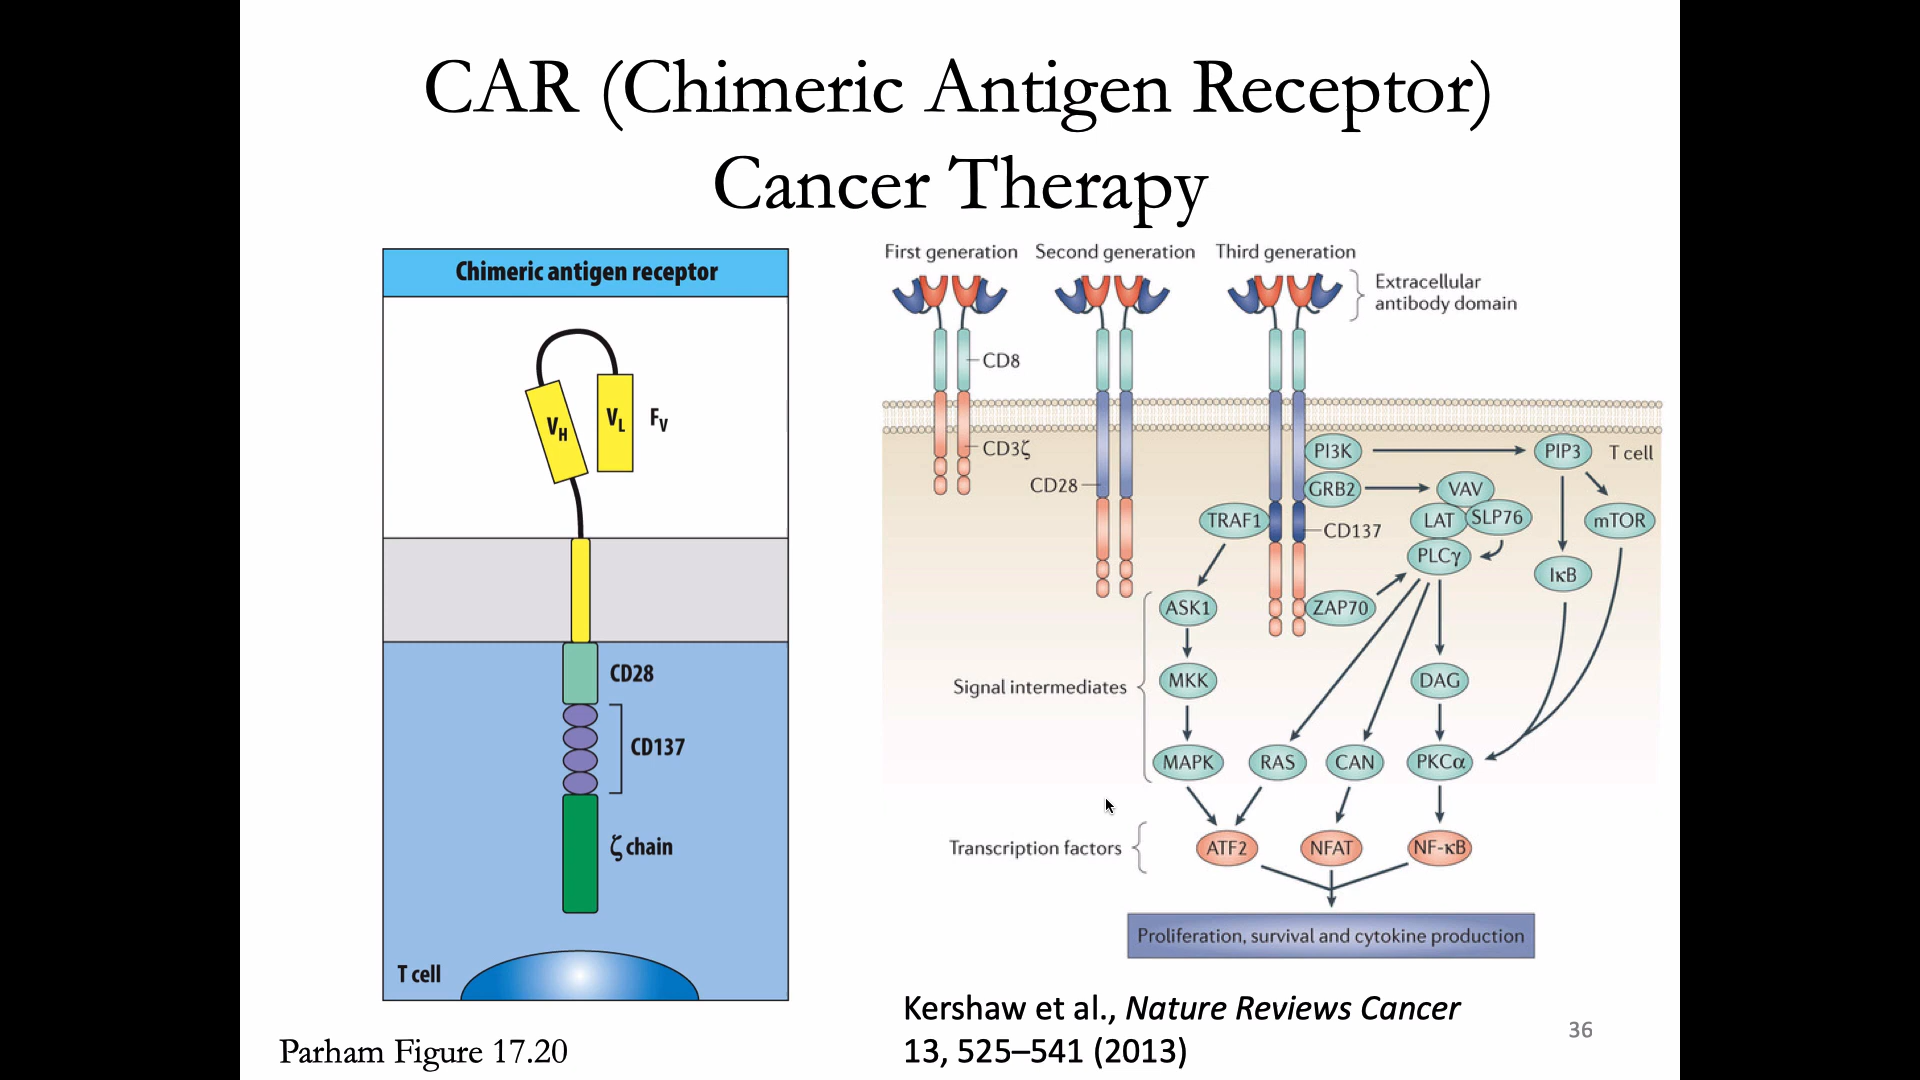 CAR (Chimeric Antigen Receptor)
Cancer Therapy
Chimeric antigen receptor
V_H
V_L
F_V
CD28
CD137
ζ chain
T cell
Parham Figure 17.20
First generation
Second generation
Third generation
Extracellular
antibody domain
CD8
CD3ζ
CD28
PI3K
PIP3
T cell
GRB2
VAV
TRAF1
CD137
LAT
SLP76
mTOR
PLCγ
IκB
ASK1
ZAP70
Signal intermediates
MKK
DAG
MAPK
RAS
CAN
PKCα
Transcription factors
ATF2
NFAT
NF-κB
Proliferation, survival and cytokine production
Kershaw et al., Nature Reviews Cancer
13, 525–541 (2013)
36